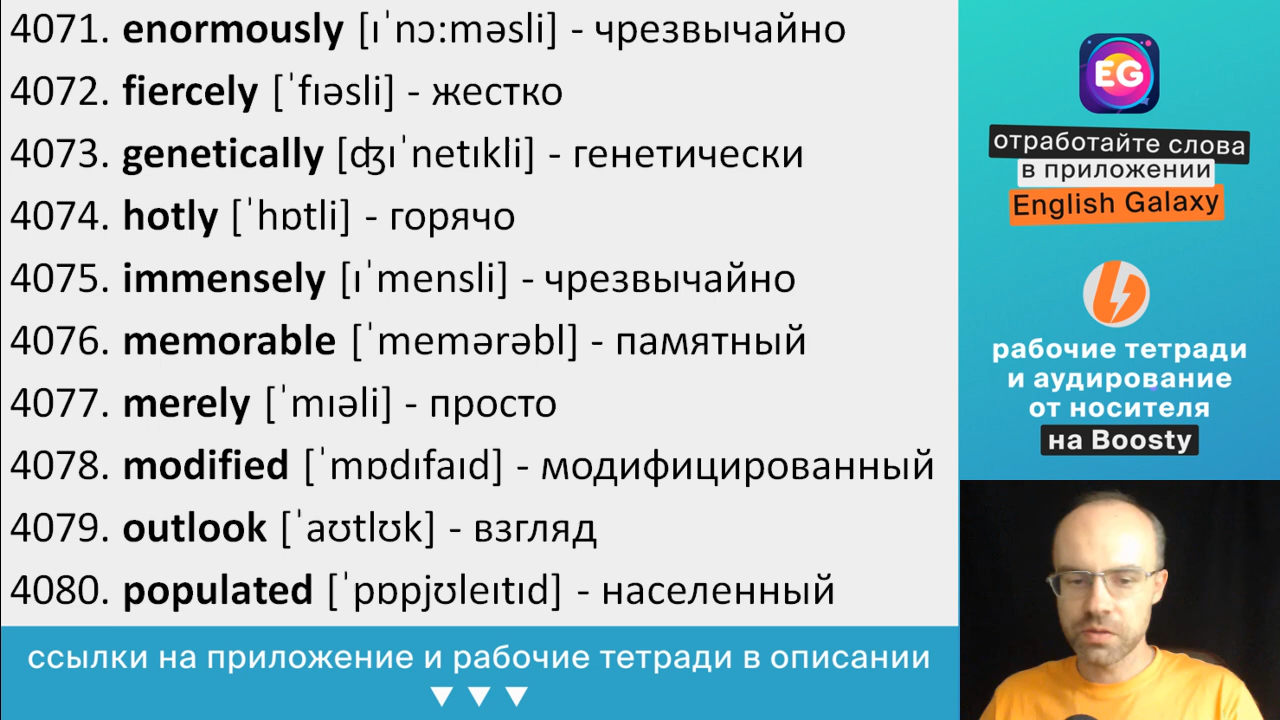 4071. enormously [ɪˈnɔ:məsli] - чрезвычайно
4072. fiercely [ˈfɪəsli] - жестко
4073. genetically [ʤɪˈnetɪkli] - генетически
4074. hotly [ˈhɒtli] - горячо
4075. immensely [ɪˈmensli] - чрезвычайно
4076. memorable [ˈmemərəbl] - памятный
4077. merely [ˈmɪəli] - просто
4078. modified [ˈmɒdɪfaɪd] - модифицированный
4079. outlook [ˈaʊtlʊk] - взгляд
4080. populated [ˈpɒpjʊleɪtɪd] - населенный
ссылки на приложение и рабочие тетради в описании
EG
отработайте слова
в приложении
English Galaxy
рабочие тетради
и аудирование
от носителя
на Boosty